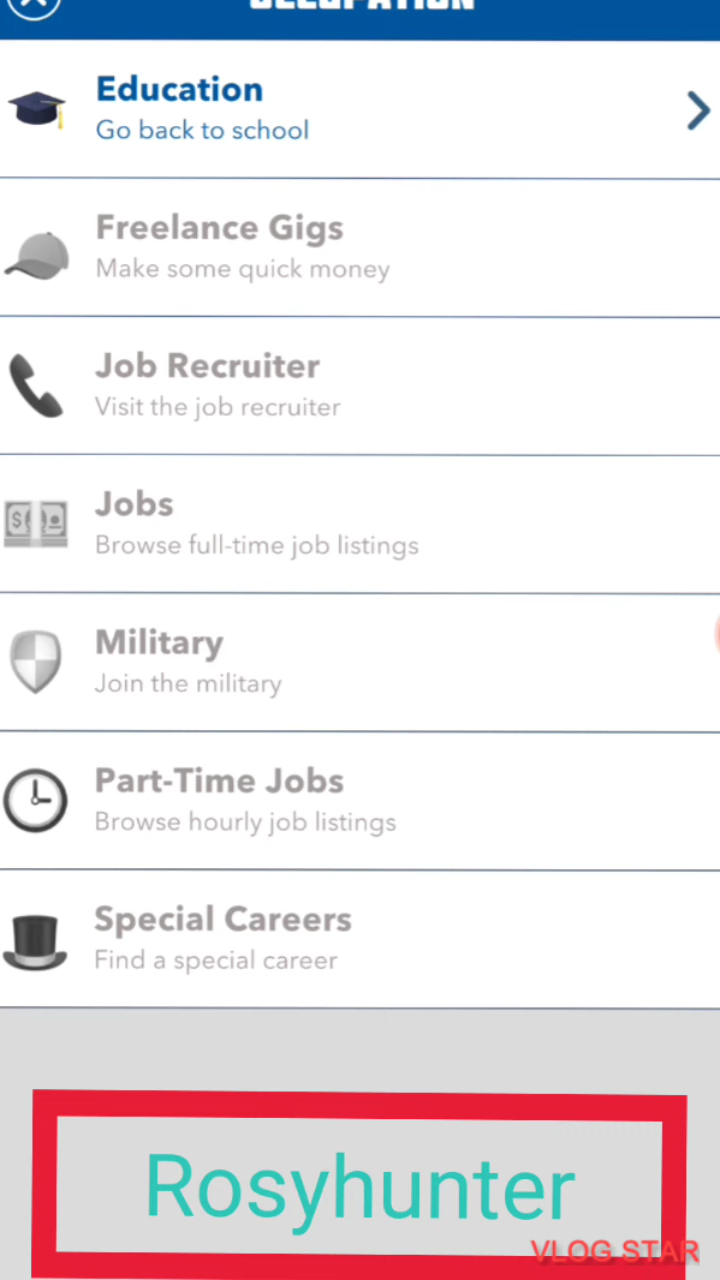 OCCUPATION
Education
Go back to school
Freelance Gigs
Make some quick money
Job Recruiter
Visit the job recruiter
Jobs
Browse full-time job listings
Military
Join the military
Part-Time Jobs
Browse hourly job listings
Special Careers
Find a special career
Rosyhunter
VLOG STAR